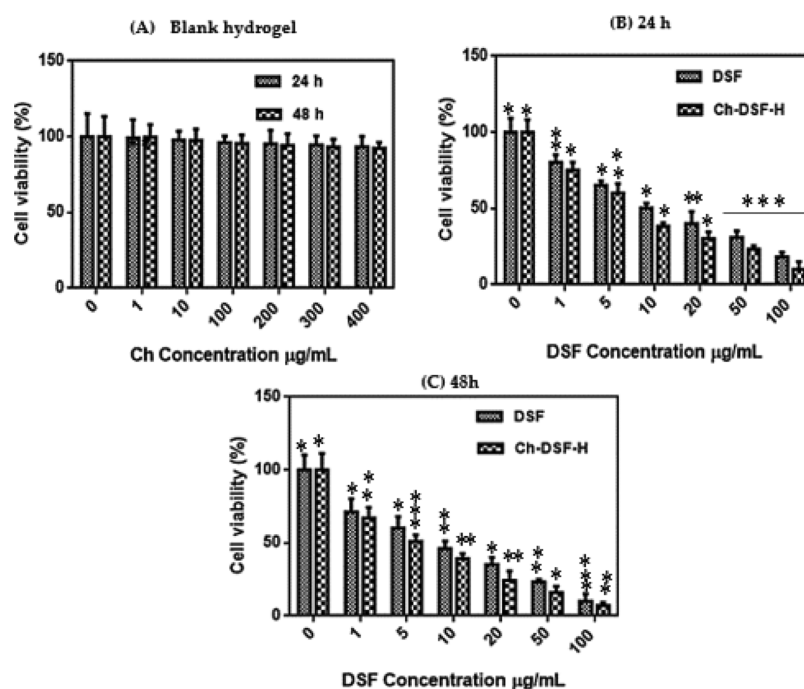 (A) Blank hydrogel
150
100
50
0
Cell viability (%)
24 h
48 h
0 1 10 100 200 300 400
Ch Concentration µg/mL
(B) 24 h
150
100
50
0
Cell viability (%)
DSF
Ch-DSF-H
* * ** * * ** * * ** * ***
0 1 5 10 20 50 100
DSF Concentration µg/mL
(C) 48h
150
100
50
0
Cell viability (%)
DSF
Ch-DSF-H
* * * ** * *** ** ** * ** ** * *** **
0 1 5 10 20 50 100
DSF Concentration µg/mL